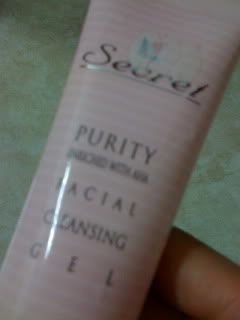 Secret
PURITY
ENRICHED WITH AHA
FACIAL
CLEANSING
GEL